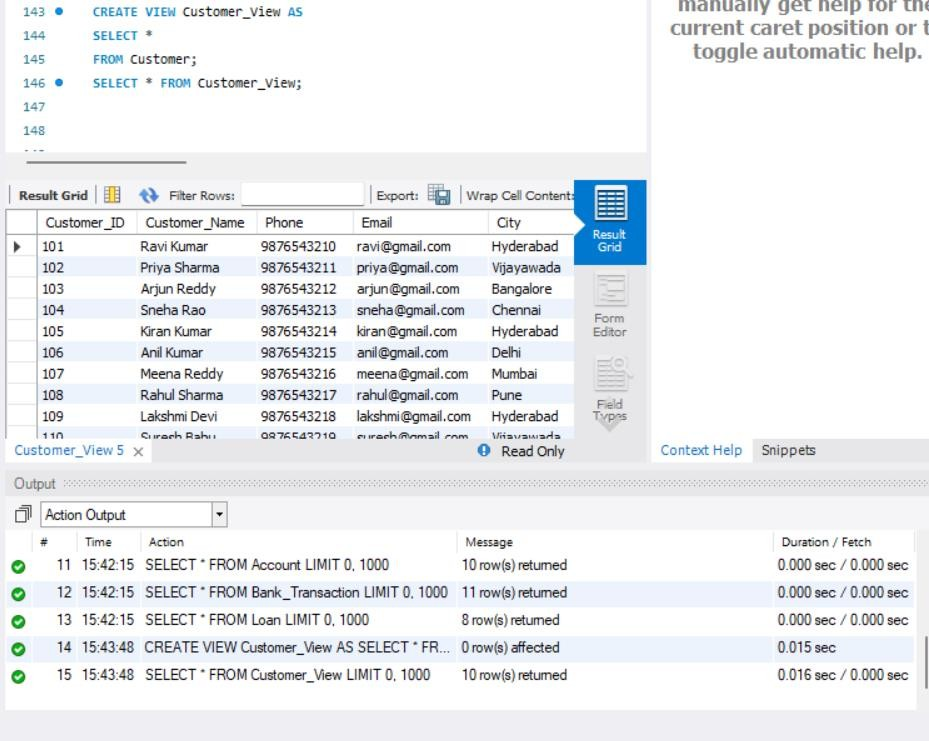 manually get help for the
current caret position or t
toggle automatic help.
143 CREATE VIEW Customer_View AS
144 SELECT *
145 FROM Customer;
146 SELECT * FROM Customer_View;
147
148
Result Grid Filter Rows: Export: Wrap Cell Content:
Customer_ID Customer_Name Phone Email City
101 Ravi Kumar 9876543210 ravi@gmail.com Hyderabad
102 Priya Sharma 9876543211 priya@gmail.com Vijayawada
103 Arjun Reddy 9876543212 arjun@gmail.com Bangalore
104 Sneha Rao 9876543213 sneha@gmail.com Chennai
105 Kiran Kumar 9876543214 kiran@gmail.com Hyderabad
106 Anil Kumar 9876543215 anil@gmail.com Delhi
107 Meena Reddy 9876543216 meena@gmail.com Mumbai
108 Rahul Sharma 9876543217 rahul@gmail.com Pune
109 Lakshmi Devi 9876543218 lakshmi@gmail.com Hyderabad
110 Suresh Babu 9876543219 suresh@gmail.com Vijayawada
Result
Grid
Form
Editor
Field
Types
Customer_View 5 Read Only
Context Help Snippets
Output
Action Output
# Time Action Message Duration / Fetch
11 15:42:15 SELECT * FROM Account LIMIT 0, 1000 10 row(s) returned 0.000 sec / 0.000 sec
12 15:42:15 SELECT * FROM Bank_Transaction LIMIT 0, 1000 11 row(s) returned 0.000 sec / 0.000 sec
13 15:42:15 SELECT * FROM Loan LIMIT 0, 1000 8 row(s) returned 0.000 sec / 0.000 sec
14 15:43:48 CREATE VIEW Customer_View AS SELECT * FR... 0 row(s) affected 0.015 sec
15 15:43:48 SELECT * FROM Customer_View LIMIT 0, 1000 10 row(s) returned 0.016 sec / 0.000 sec